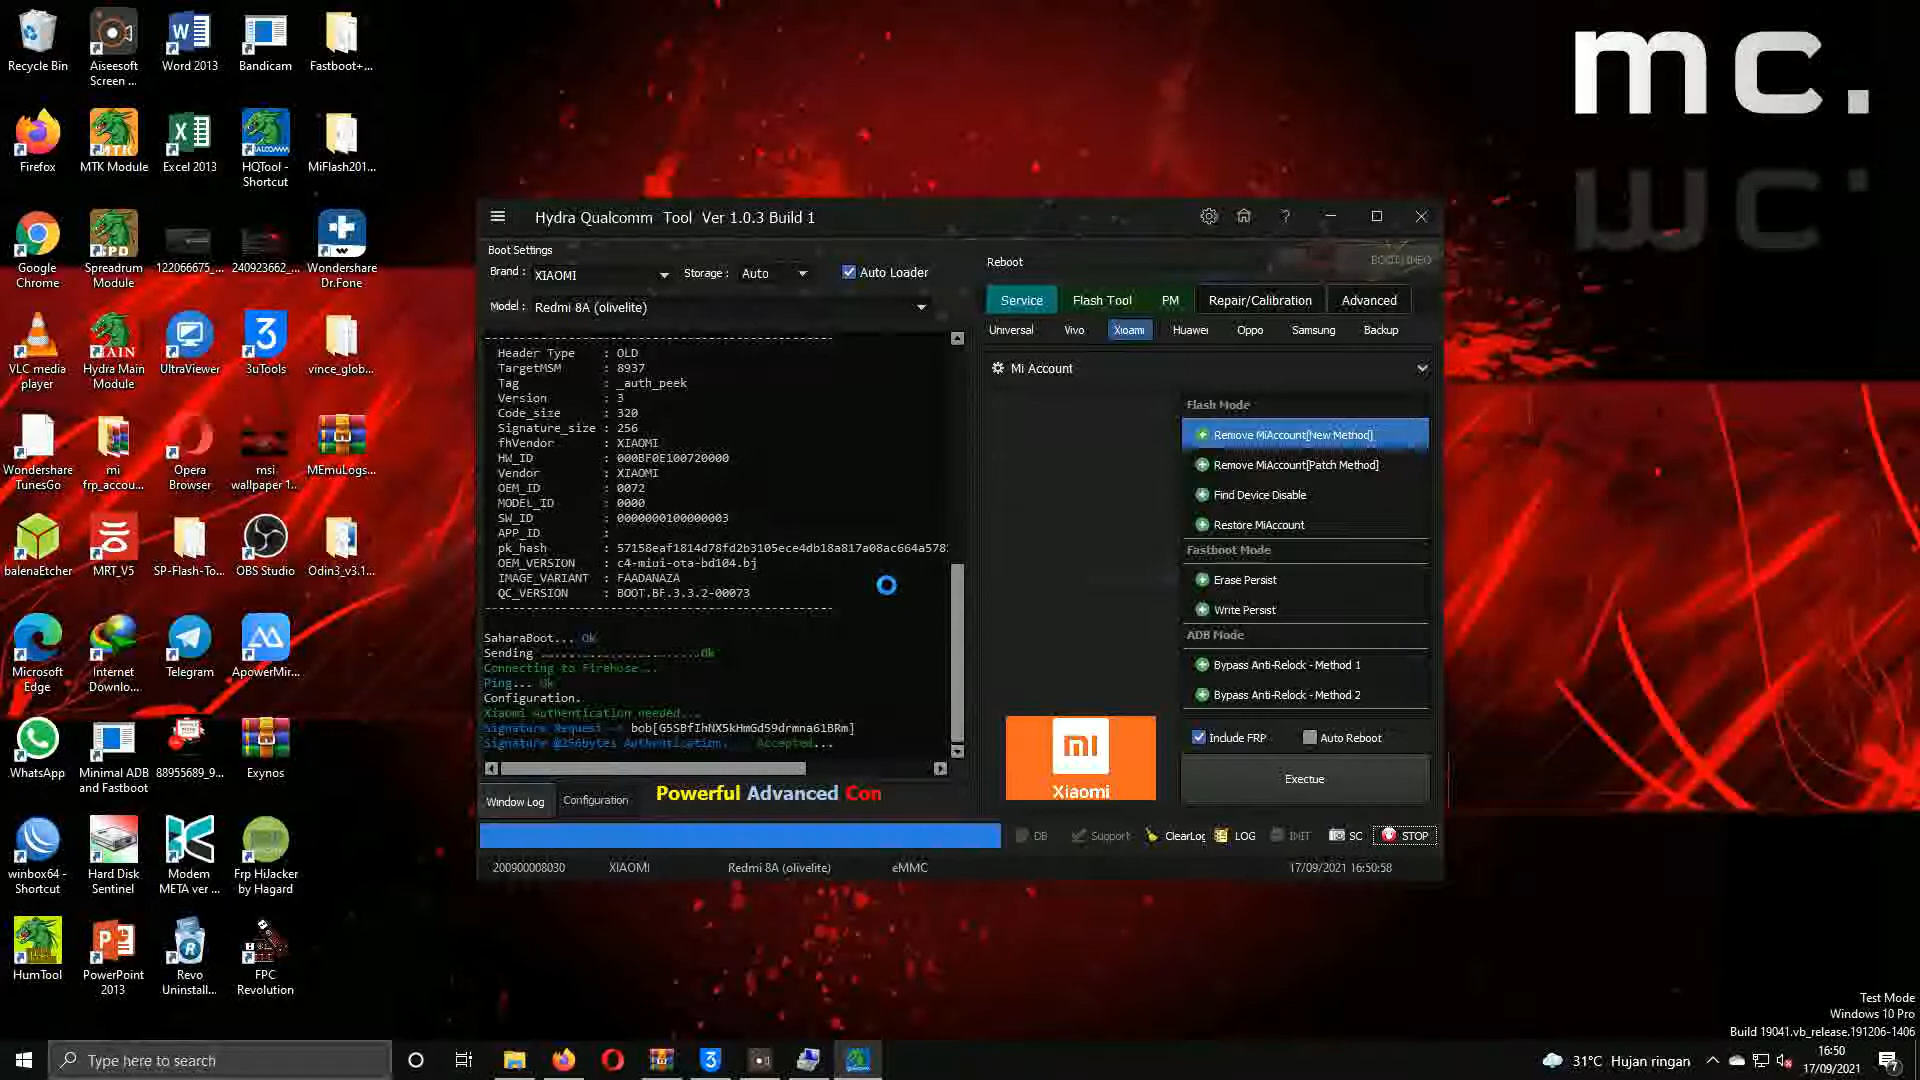 Recycle Bin
Aiseesoft
Screen ...
Word 2013
Bandicam
Fastboot+...
Firefox
MTK Module
Excel 2013
HQTool -
Shortcut
MiFlash201...
Google
Chrome
Spreadrum
Module
122066675_...
240923662_...
Wondershare
Dr.Fone
VLC media
player
Hydra Main
Module
UltraViewer
3uTools
vince_glob...
Wondershare
TunesGo
mi
frp_accou...
Opera
Browser
msi
wallpaper 1...
MEmuLogs...
balenaEtcher
MRT_V5
SP-Flash-To...
OBS Studio
Odin3_v3.1...
Microsoft
Edge
Internet
Downlo...
Telegram
ApowerMir...
WhatsApp
Minimal ADB
and Fastboot
88955689_9...
Exynos
winbox64 -
Shortcut
Hard Disk
Sentinel
Modem
META ver ...
Frp HiJacker
by Hagard
HumTool
PowerPoint
2013
Revo
Uninstall...
FPC
Revolution
mc.
Hydra Qualcomm Tool Ver 1.0.3 Build 1
Boot Settings
Brand : XIAOMI Storage : Auto Auto Loader
Model : Redmi 8A (olivelite)
Reboot
Service Flash Tool PM Repair/Calibration Advanced
Universal Vivo Xioami Huawei Oppo Samsung Backup
Mi Account
Header Type : OLD
TargetMSM : 8937
Tag : _auth_peek
Version : 3
Code_size : 320
Signature_size : 256
fhVendor : XIAOMI
HW_ID : 000BF0E100720000
Vendor : XIAOMI
OEM_ID : 0072
MODEL_ID : 0000
SW_ID : 0000000100000003
APP_ID :
pk_hash : 57158eaf1814d78fd2b3105ece4db18a817a08ac664a578
OEM_VERSION : c4-miui-ota-bd104.bj
IMAGE_VARIANT : FAADANAZA
QC_VERSION : BOOT.BF.3.3.2-00073
SaharaBoot... Ok
Sending ........................Ok
Connecting to Firehose...
Ping... Ok
Configuration.
Xiaomi Authentication needed...
Signature Request -
Signature @256bytes Authentication. Accepted...
Flash Mode
Remove MiAccount[New Method]
Remove MiAccount[Patch Method]
Find Device Disable
Restore MiAccount
Fastboot Mode
Erase Persist
Write Persist
ADB Mode
Bypass Anti-Relock - Method 1
Bypass Anti-Relock - Method 2
Include FRP Auto Reboot
Exectue
mi
Xiaomi
Window Log Configuration Powerful Advanced Con
DB Support ClearLog LOG INIT SC STOP
200900008030 XIAOMI Redmi 8A (olivelite) eMMC 17/09/2021 16:50:58
Test Mode
Windows 10 Pro
Build 19041.vb_release.191206-1406
Type here to search
31°C Hujan ringan
16:50
17/09/2021
7